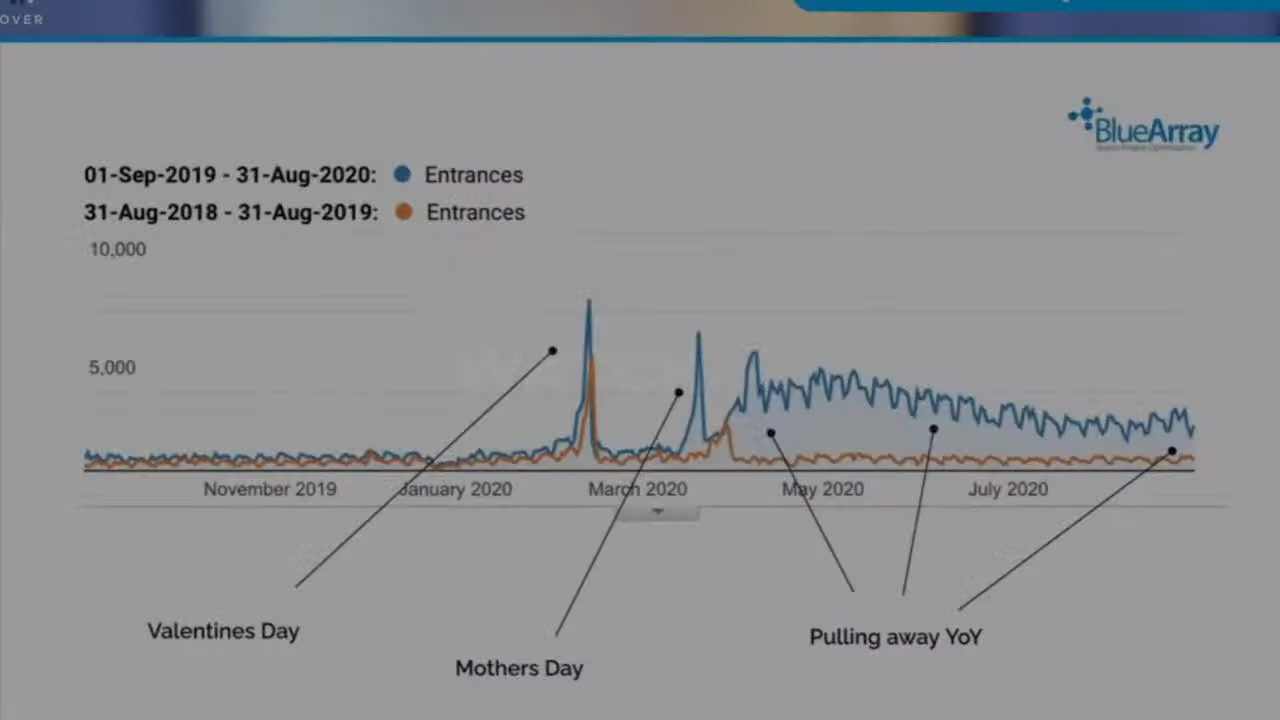 OVER
BlueArray
01-Sep-2019 - 31-Aug-2020: Entrances
31-Aug-2018 - 31-Aug-2019: Entrances
10,000
5,000
November 2019 January 2020 March 2020 May 2020 July 2020
Valentines Day
Mothers Day
Pulling away YoY